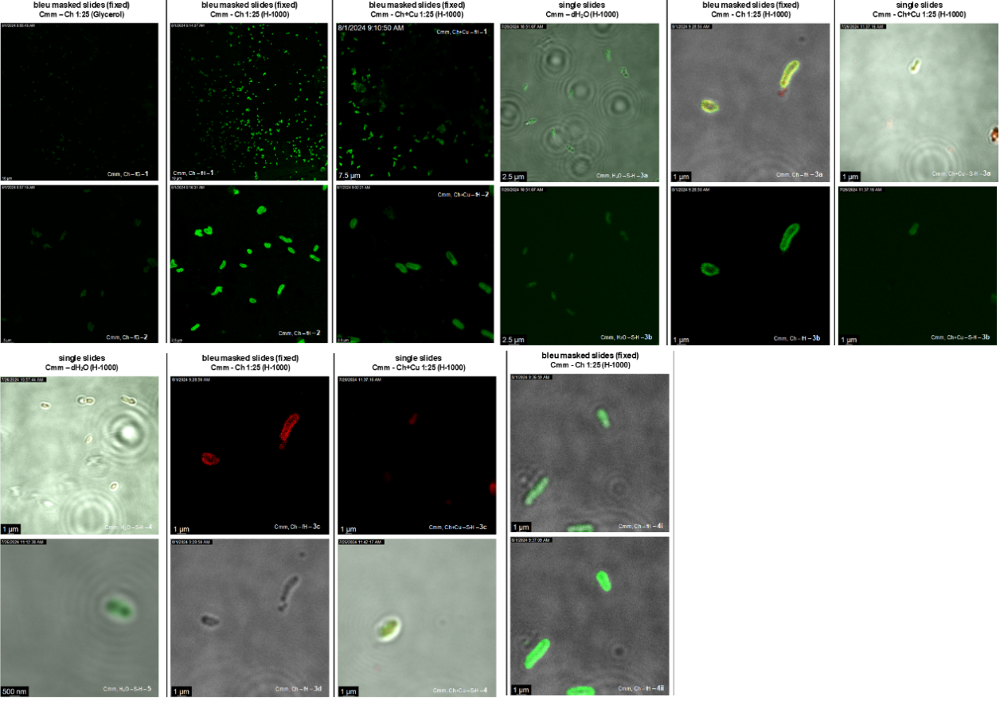 bleu masked slides (fixed)
Cmm – Ch 1:25 (Glycerol)
bleu masked slides (fixed)
Cmm - Ch 1:25 (H-1000)
bleu masked slides (fixed)
Cmm - Ch+Cu 1:25 (H-1000)
single slides
Cmm – dH₂O (H-1000)
bleu masked slides (fixed)
Cmm - Ch 1:25 (H-1000)
single slides
Cmm - Ch+Cu 1:25 (H-1000)
8/1/2024 9:14:37 AM
8/1/2024 9:10:50 AM
Cmm, Ch+Cu – fH – 1
7/26/2024 10:51:07 AM
8/1/2024 9:28:50 AM
7/26/2024 11:37:16 AM
10 µm
Cmm, Ch – fG – 1
10 µm
Cmm, Ch – fH – 1
7.5 µm
2.5 µm
Cmm, H₂O – S-H – 3a
1 µm
Cmm, Ch – fH – 3a
1 µm
Cmm, Ch+Cu – S-H – 3a
8/1/2024 8:57:16 AM
8/1/2024 9:16:31 AM
8/1/2024 9:02:21 AM
Cmm, Ch+Cu – fH – 2
7/26/2024 10:51:07 AM
8/1/2024 9:28:50 AM
7/26/2024 11:37:16 AM
Cmm, Ch – fG – 2
2.5 µm
Cmm, Ch – fH – 2
2.5 µm
2.5 µm
Cmm, H₂O – S-H – 3b
1 µm
Cmm, Ch – fH – 3b
1 µm
Cmm, Ch+Cu – S-H – 3b
single slides
Cmm – dH₂O (H-1000)
bleu masked slides (fixed)
Cmm - Ch 1:25 (H-1000)
single slides
Cmm - Ch+Cu 1:25 (H-1000)
bleu masked slides (fixed)
Cmm - Ch 1:25 (H-1000)
7/26/2024 10:57:44 AM
8/1/2024 9:28:50 AM
7/26/2024 11:37:16 AM
8/1/2024 9:36:59 AM
1 µm
Cmm, H₂O – S-H – 4
1 µm
Cmm, Ch – fH – 3c
1 µm
Cmm, Ch+Cu – S-H – 3c
1 µm
Cmm, Ch – fH – 4i
7/26/2024 11:12:38 AM
8/1/2024 9:28:50 AM
7/26/2024 11:42:17 AM
8/1/2024 9:37:09 AM
500 nm
Cmm, H₂O – S-H – 5
1 µm
Cmm, Ch – fH – 3d
1 µm
Cmm, Ch+Cu – S-H – 4
1 µm
Cmm, Ch – fH – 4ii